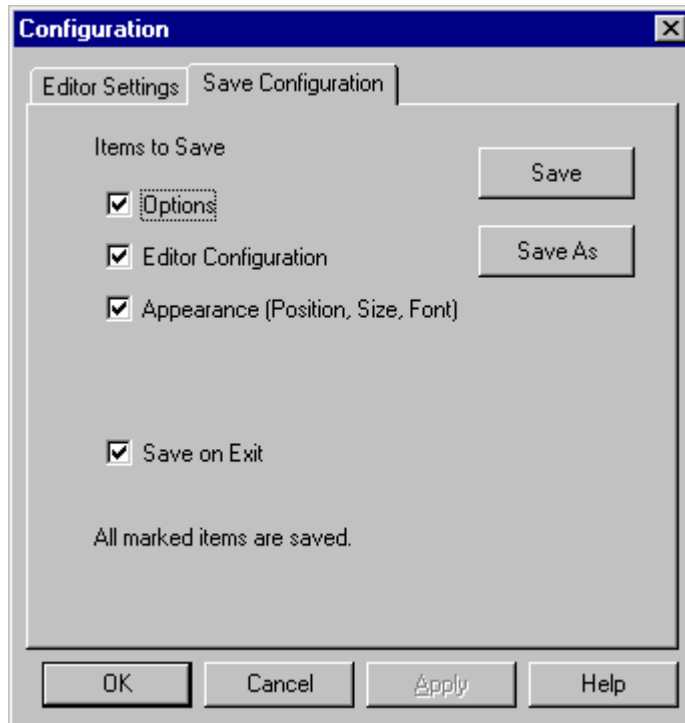 Configuration
Editor Settings
Save Configuration
Items to Save
Save
Options
Save As
Editor Configuration
Appearance (Position, Size, Font)
Save on Exit
All marked items are saved.
OK
Cancel
Apply
Help